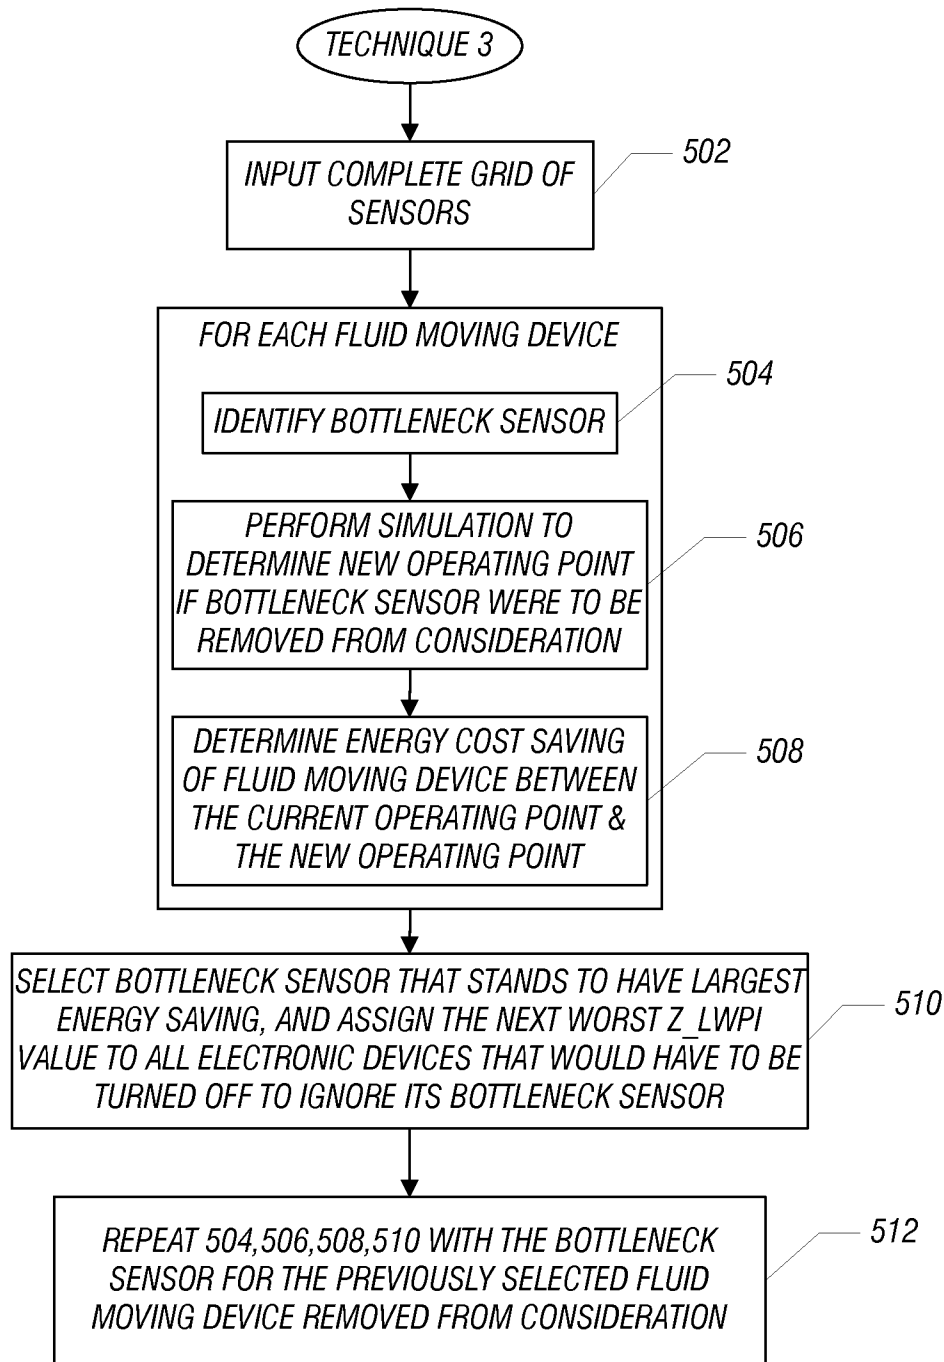 TECHNIQUE 3
502
INPUT COMPLETE GRID OF
SENSORS
FOR EACH FLUID MOVING DEVICE
504
IDENTIFY BOTTLENECK SENSOR
PERFORM SIMULATION TO
DETERMINE NEW OPERATING POINT
IF BOTTLENECK SENSOR WERE TO BE
REMOVED FROM CONSIDERATION
506
DETERMINE ENERGY COST SAVING
OF FLUID MOVING DEVICE BETWEEN
THE CURRENT OPERATING POINT &
THE NEW OPERATING POINT
508
SELECT BOTTLENECK SENSOR THAT STANDS TO HAVE LARGEST
ENERGY SAVING, AND ASSIGN THE NEXT WORST Z_LWPI
VALUE TO ALL ELECTRONIC DEVICES THAT WOULD HAVE TO BE
TURNED OFF TO IGNORE ITS BOTTLENECK SENSOR
510
REPEAT 504,506,508,510 WITH THE BOTTLENECK
SENSOR FOR THE PREVIOUSLY SELECTED FLUID
MOVING DEVICE REMOVED FROM CONSIDERATION
512